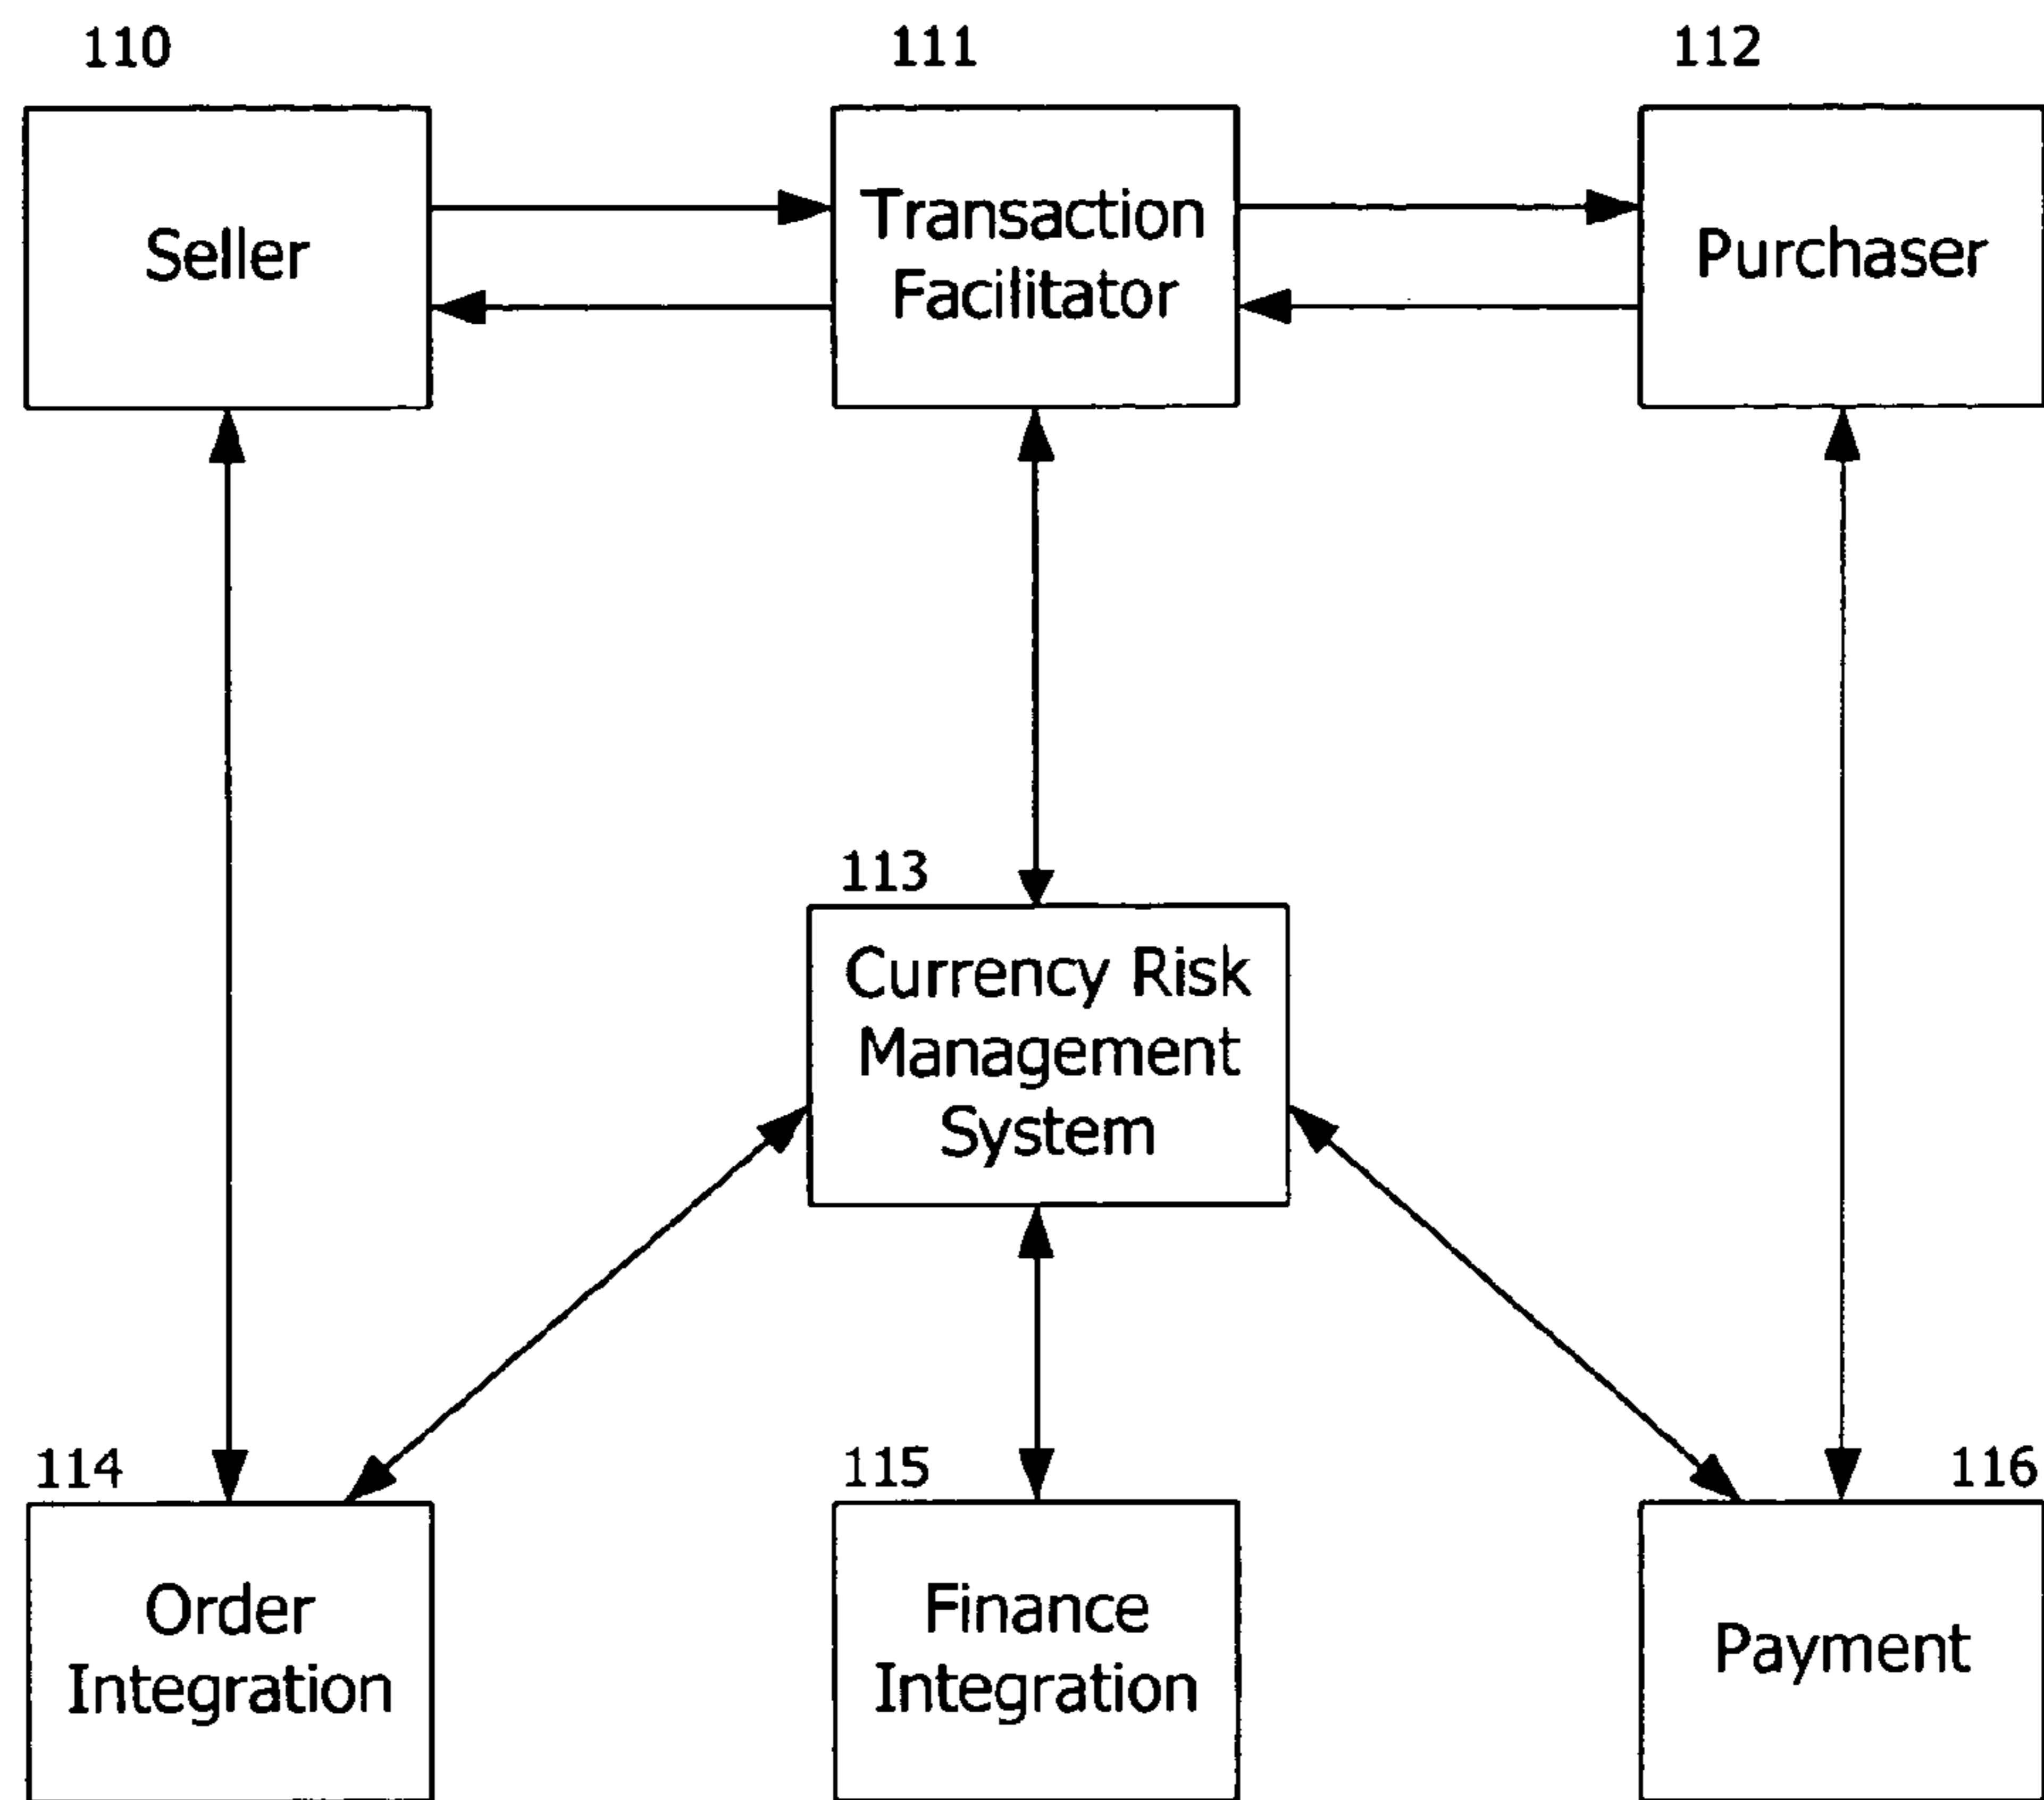 110
111
112
Seller
Transaction
Facilitator
Purchaser
113
Currency Risk
Management
System
114
115
116
Order
Integration
Finance
Integration
Payment